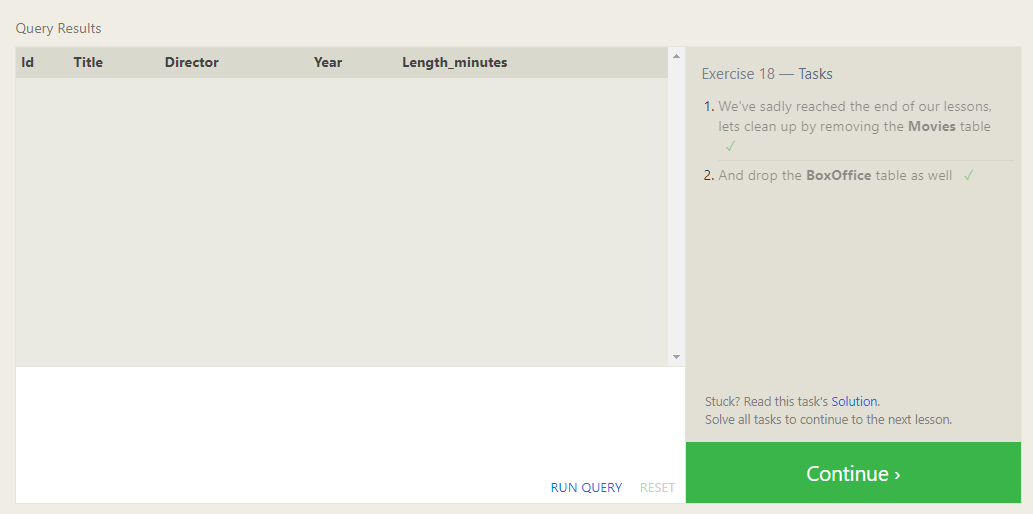 Query Results
Id Title Director Year Length_minutes
Exercise 18 — Tasks
1. We've sadly reached the end of our lessons,
lets clean up by removing the Movies table
✓
2. And drop the BoxOffice table as well ✓
Stuck? Read this task's Solution.
Solve all tasks to continue to the next lesson.
RUN QUERY RESET
Continue ›